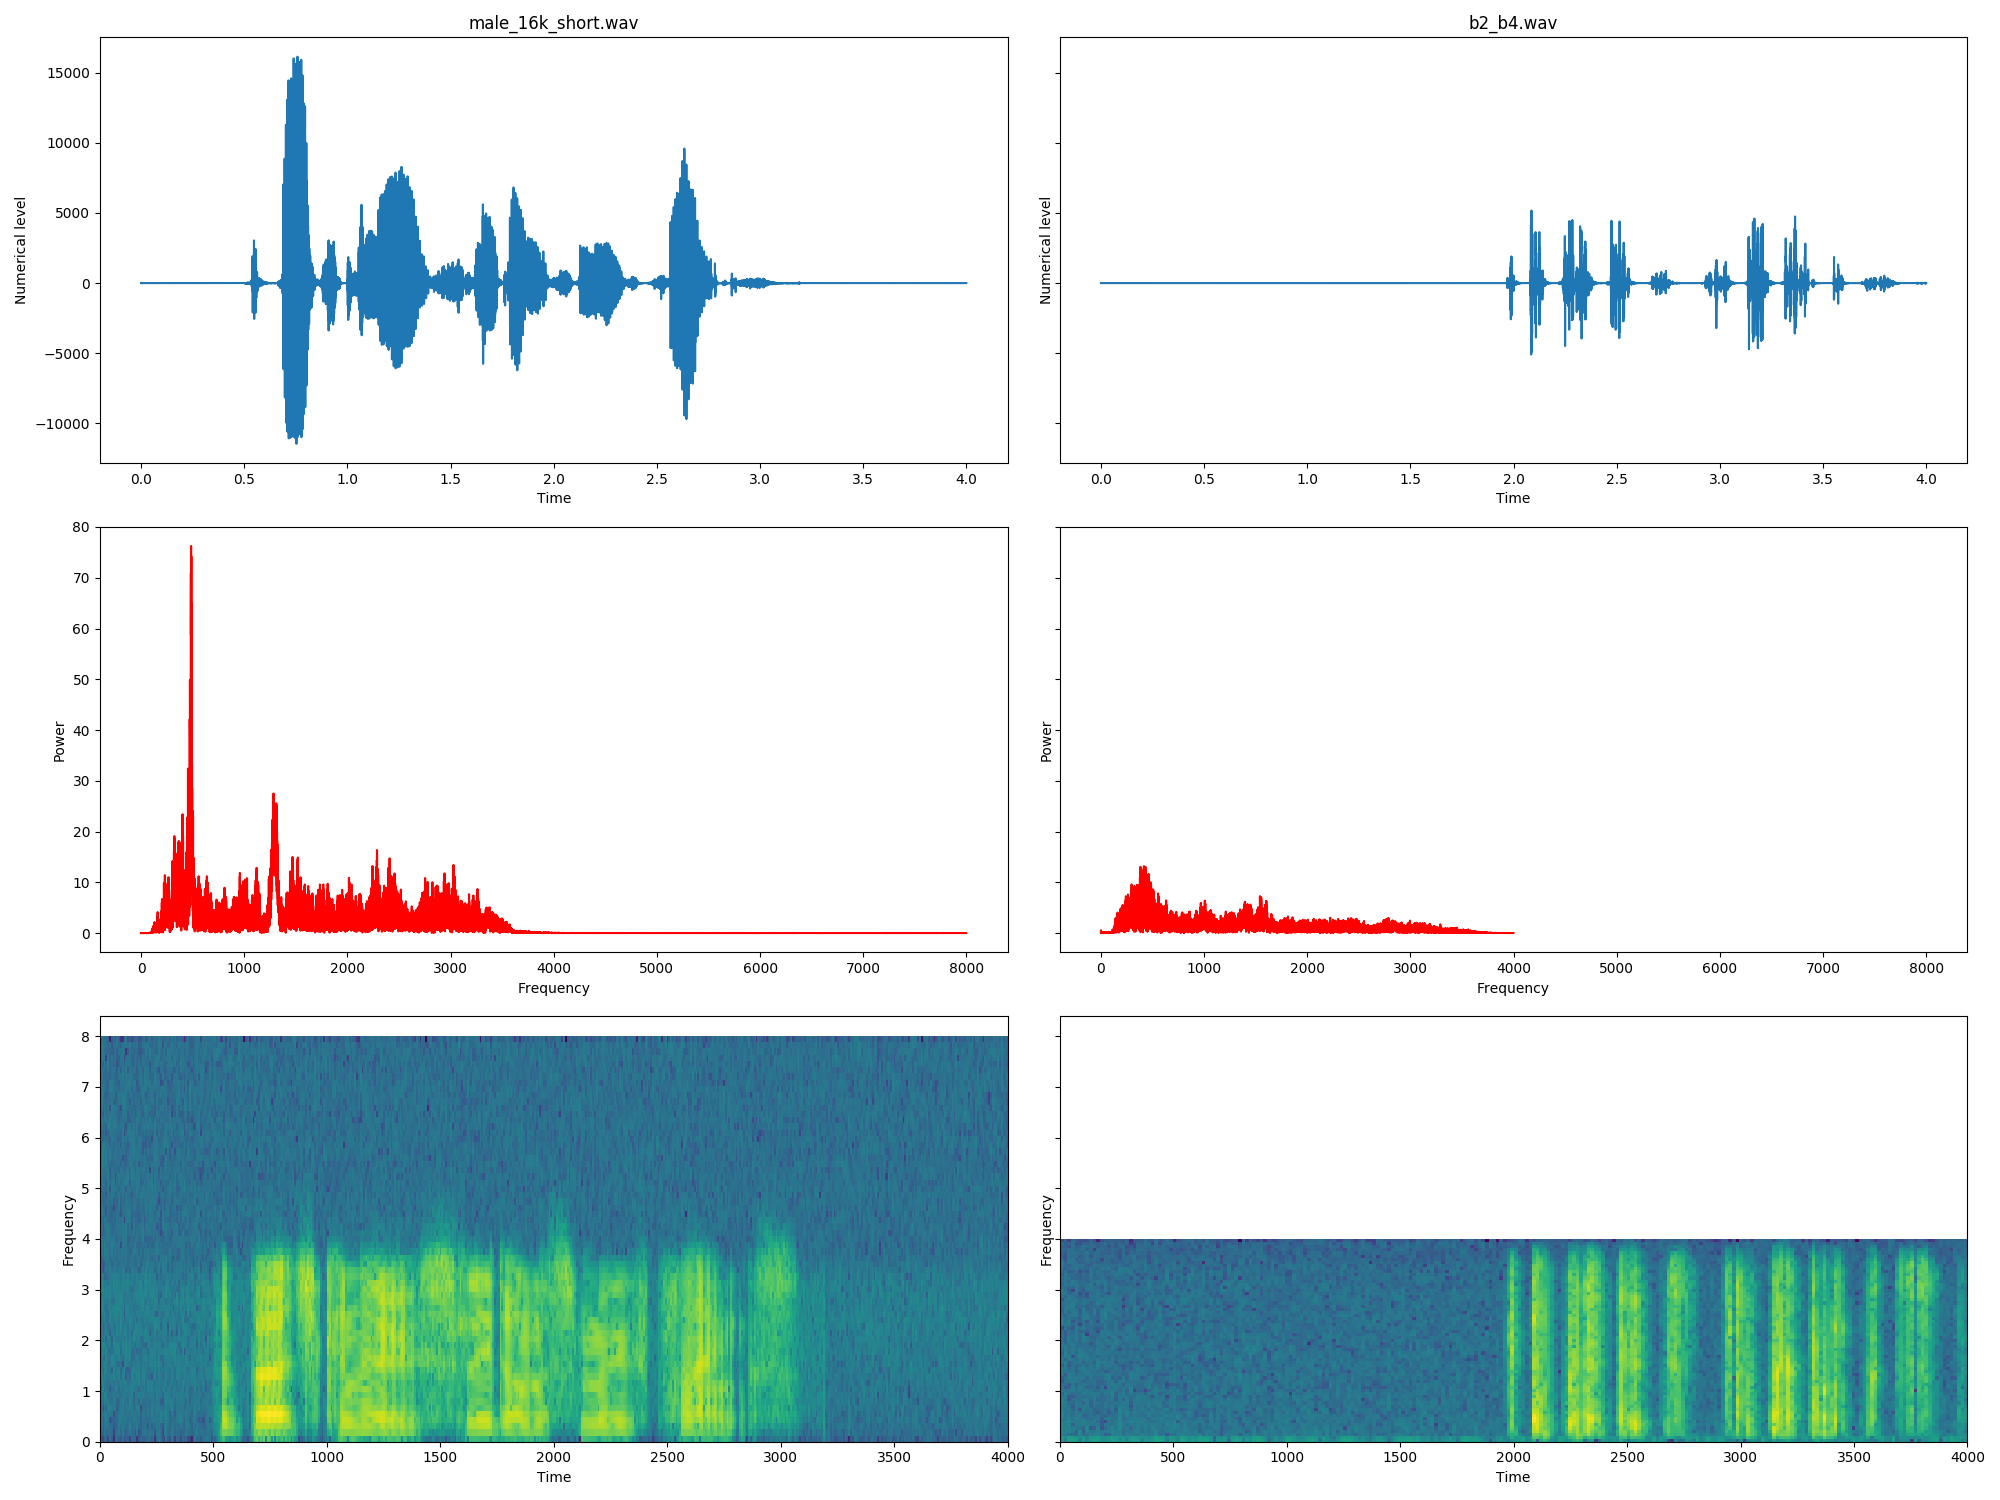 male_16k_short.wav
b2_b4.wav
15000
10000
5000
0
−5000
−10000
Numerical level
0.0 0.5 1.0 1.5 2.0 2.5 3.0 3.5 4.0
Time
Numerical level
0.0 0.5 1.0 1.5 2.0 2.5 3.0 3.5 4.0
Time
80
70
60
50
40
30
20
10
0
Power
0 1000 2000 3000 4000 5000 6000 7000 8000
Frequency
Power
0 1000 2000 3000 4000 5000 6000 7000 8000
Frequency
8
7
6
5
4
3
2
1
0
Frequency
0 500 1000 1500 2000 2500 3000 3500 4000
Time
Frequency
0 500 1000 1500 2000 2500 3000 3500 4000
Time